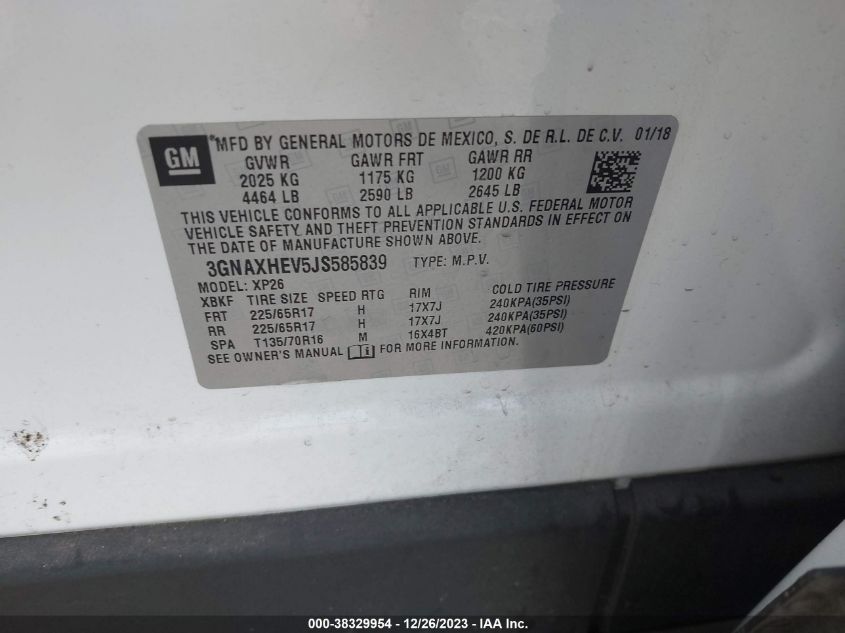 GM
*MFD BY GENERAL MOTORS DE MEXICO, S. DE R.L. DE C.V. 01/18
GVWR GAWR FRT GAWR RR
2025 KG 1175 KG 1200 KG
4464 LB 2590 LB 2645 LB
THIS VEHICLE CONFORMS TO ALL APPLICABLE U.S. FEDERAL MOTOR
VEHICLE SAFETY, AND THEFT PREVENTION STANDARDS IN EFFECT ON
THE DATE OF MANUFACTURE SHOWN ABOVE.
3GNAXHEV5JS585839 TYPE: M.P.V.
MODEL: XP26
XBKF TIRE SIZE SPEED RTG RIM COLD TIRE PRESSURE
FRT 225/65R17 H 17X7J 240KPA(35PSI)
RR 225/65R17 H 17X7J 240KPA(35PSI)
SPA T135/70R16 M 16X4BT 420KPA(60PSI)
SEE OWNER'S MANUAL FOR MORE INFORMATION.
000-38329954 - 12/26/2023 - IAA Inc.